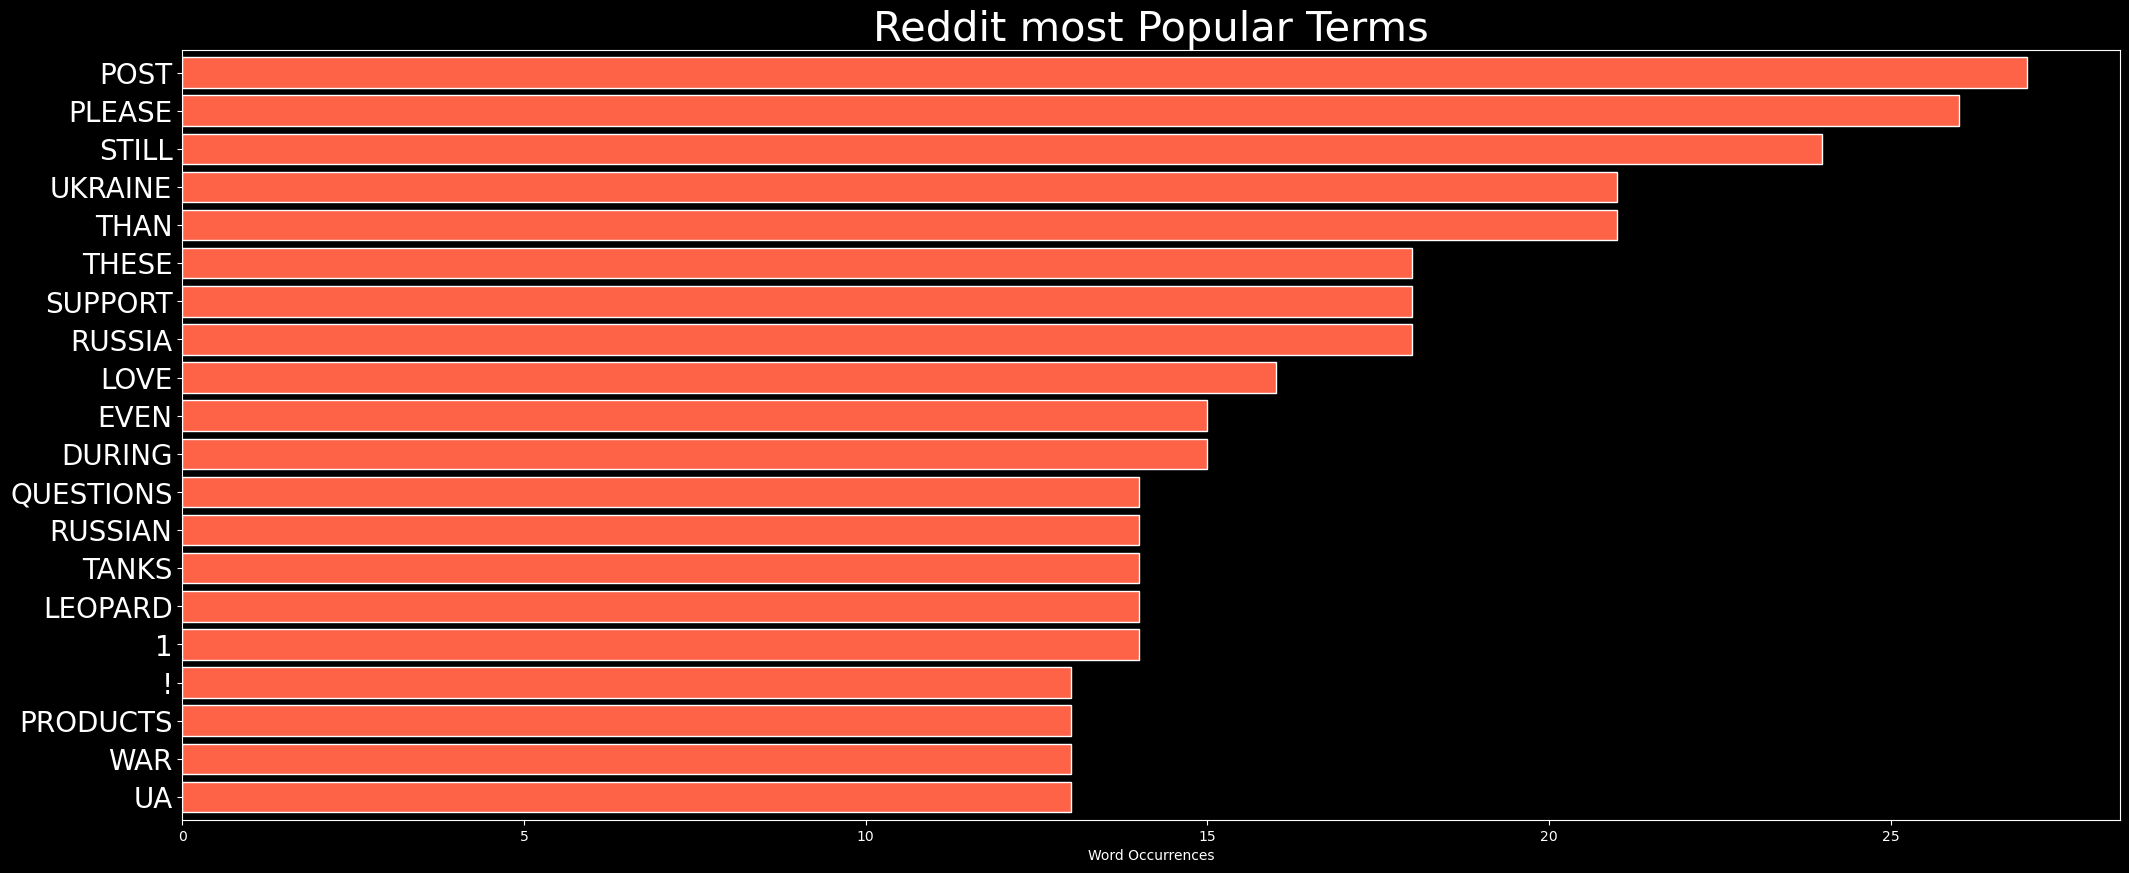 Reddit most Popular Terms
POST
PLEASE
STILL
UKRAINE
THAN
THESE
SUPPORT
RUSSIA
LOVE
EVEN
DURING
QUESTIONS
RUSSIAN
TANKS
LEOPARD
1
!
PRODUCTS
WAR
UA
0 5 10 15 20 25
Word Occurrences